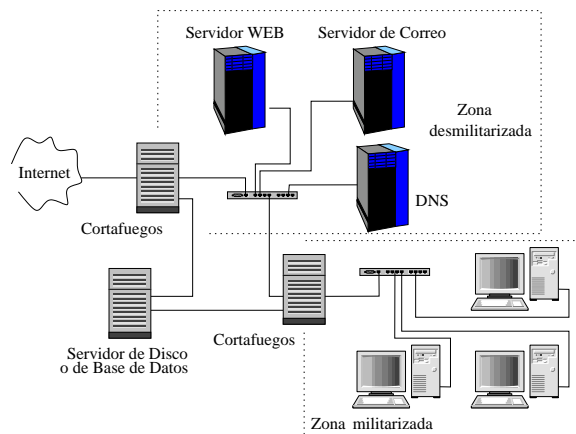 Servidor WEB
Servidor de Correo
Zona
desmilitarizada
Internet
DNS
Cortafuegos
Cortafuegos
Servidor de Disco
o de Base de Datos
Zona militarizada